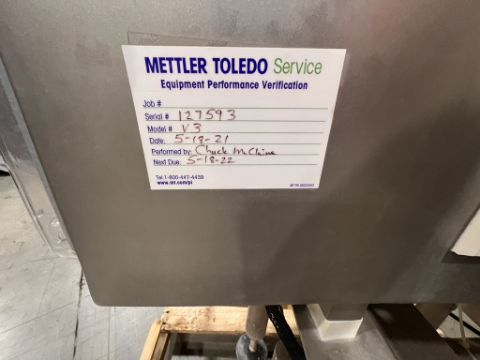 METTLER TOLEDO Service
Equipment Performance Verification
Job #
Serial # 127593
Model # V3
Date: 5-18-21
Performed by: Chuck McCline
Next Due: 5-18-22
Tel: 1-800-447-4439
www.mt.com/pi